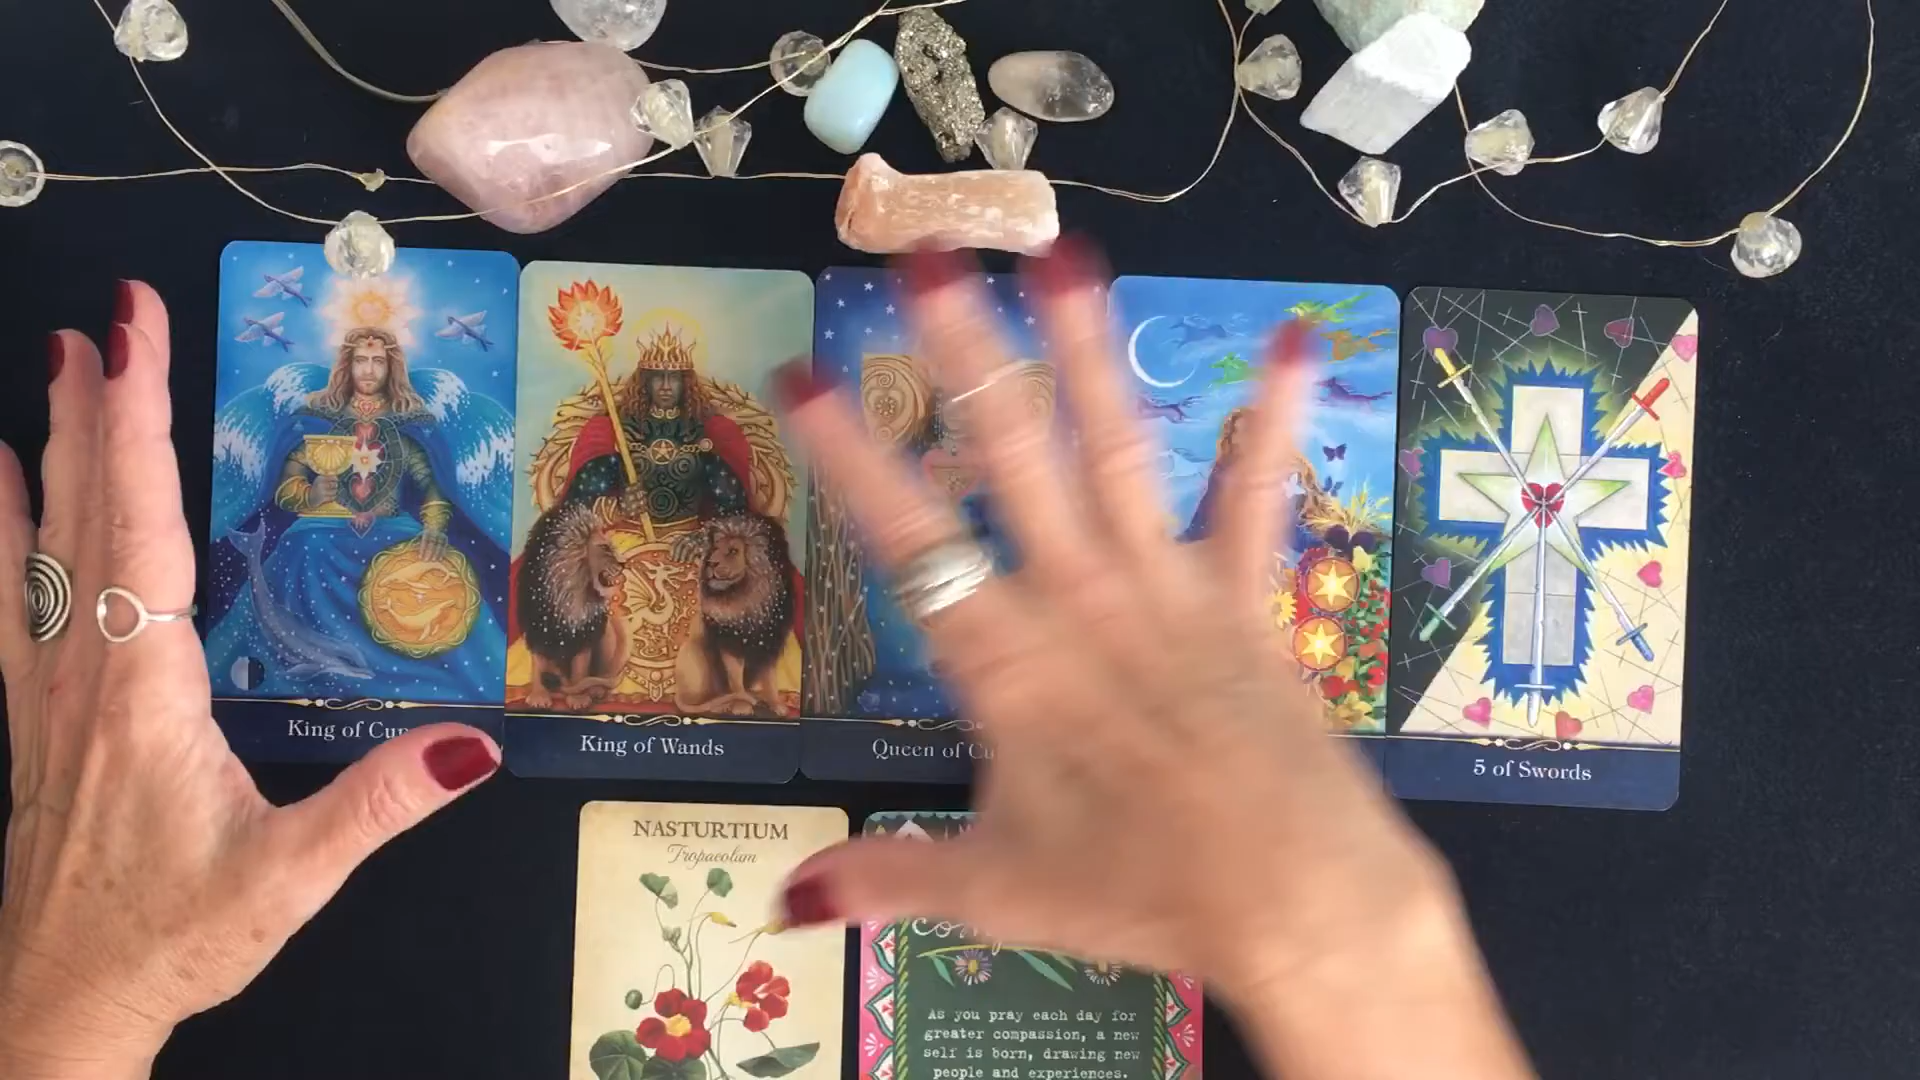 King of Cup
King of Wands
Queen of Cu
5 of Swords
NASTURTIUM
Tropaeolum
As you pray each day for
greater compassion, a new
self is born, drawing new
people and experiences.